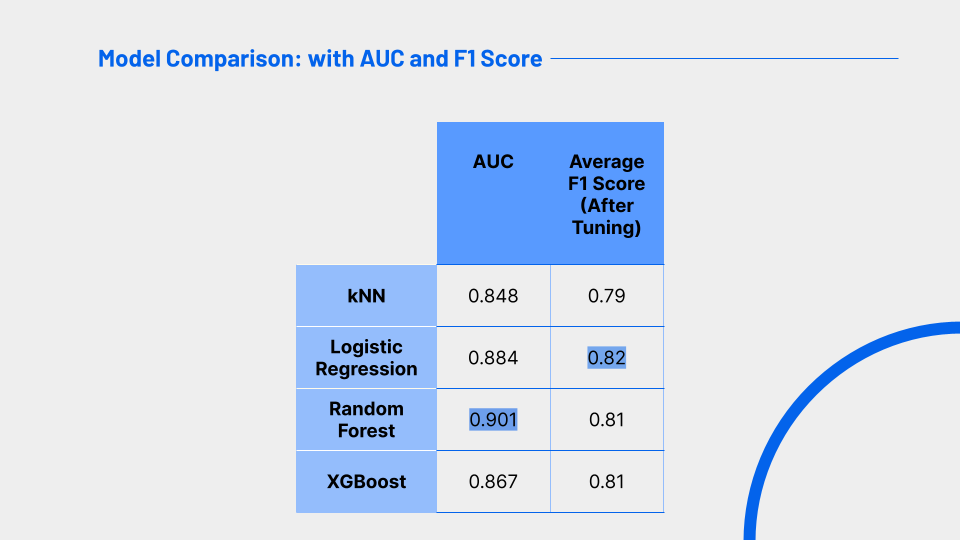 Model Comparison: with AUC and F1 Score
AUC
Average
F1 Score
(After
Tuning)
kNN
0.848
0.79
Logistic
Regression
0.884
0.82
Random
Forest
0.901
0.81
XGBoost
0.867
0.81